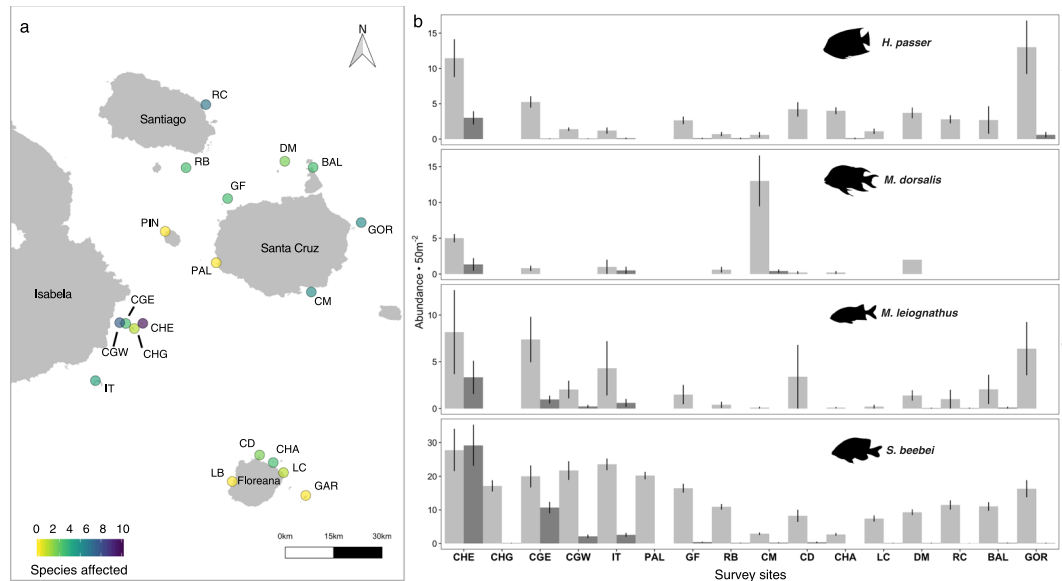 a
N
RC
Santiago
RB
DM
BAL
GF
PIN
GOR
Santa Cruz
PAL
Isabela
CM
CGE
CHE
CGW
CHG
IT
CD
CHA
LC
LB
Floreana
GAR
0 2 4 6 8 10
Species affected
0km 15km 30km
b
Abundance • 50m-2
15
10
5
0
H. passer
15
10
5
0
M. dorsalis
10
5
0
M. leiognathus
30
20
10
0
S. beebei
CHE CHG CGE CGW IT PAL GF RB CM CD CHA LC DM RC BAL GOR
Survey sites